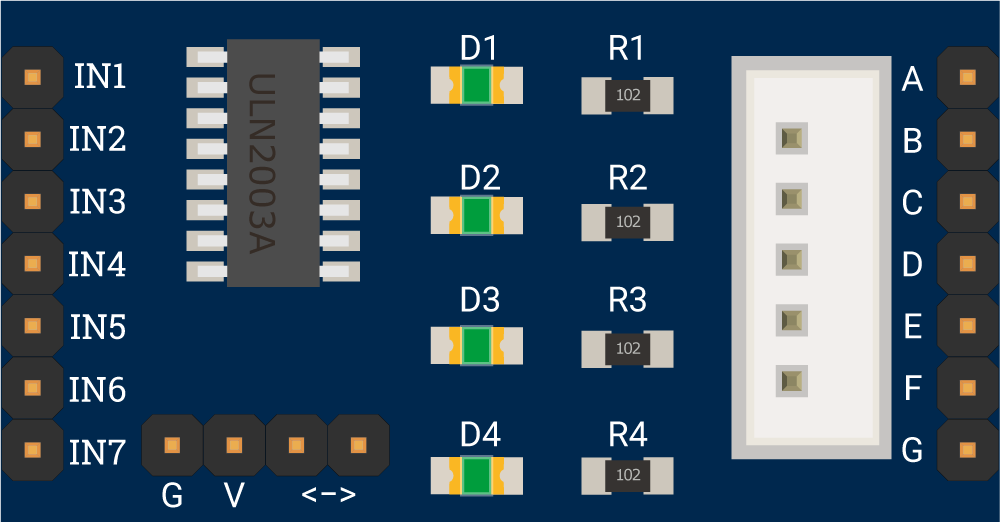 IN1
IN2
IN3
IN4
IN5
IN6
IN7
ULN2003A
G V <->
D1 R1
102
D2 R2
102
D3 R3
102
D4 R4
102
A
B
C
D
E
F
G